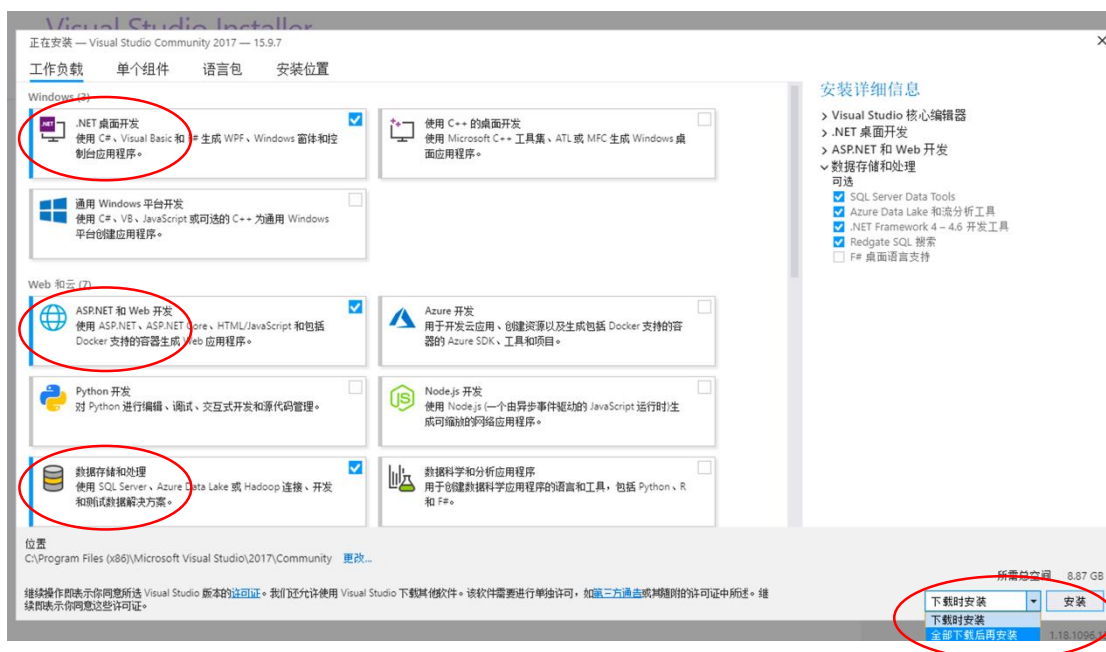 Visual Studio Installer
正在安装 — Visual Studio Community 2017 — 15.9.7
工作负载 单个组件 语言包 安装位置
Windows (3)
.NET 桌面开发
使用 C#、Visual Basic 和 F# 生成 WPF、Windows 窗体和控
制台应用程序。
使用 C++ 的桌面开发
使用 Microsoft C++ 工具集、ATL 或 MFC 生成 Windows 桌
面应用程序。
通用 Windows 平台开发
使用 C#、VB、JavaScript 或可选的 C++ 为通用 Windows
平台创建应用程序。
Web 和云 (7)
ASP.NET 和 Web 开发
使用 ASP.NET、ASP.NET Core、HTML/JavaScript 和包括
Docker 支持的容器生成 Web 应用程序。
Azure 开发
用于开发云应用、创建资源以及生成包括 Docker 支持的容
器的 Azure SDK、工具和项目。
Python 开发
对 Python 进行编辑、调试、交互式开发和源代码管理。
Node.js 开发
使用 Node.js (一个由异步事件驱动的 JavaScript 运行时)生
成可缩放的网络应用程序。
数据存储和处理
使用 SQL Server、Azure Data Lake 或 Hadoop 连接、开发
和测试数据解决方案。
数据科学和分析应用程序
用于创建数据科学应用程序的语言和工具，包括 Python、R
和 F#。
安装详细信息
Visual Studio 核心编辑器
.NET 桌面开发
ASP.NET 和 Web 开发
数据存储和处理
可选
SQL Server Data Tools
Azure Data Lake 和流分析工具
.NET Framework 4 – 4.6 开发工具
Redgate SQL 搜索
F# 桌面语言支持
位置
C:\Program Files (x86)\Microsoft Visual Studio\2017\Community 更改...
所需总空间 8.87 GB
继续操作即表示你同意所选 Visual Studio 版本的许可证。我们还允许使用 Visual Studio 下载其他软件。该软件需要进行单独许可，如第三方通告或其随附的许可证中所述。继
续即表示你同意这些许可证。
下载时安装 安装
下载时安装
全部下载后再安装
1.18.1096.1